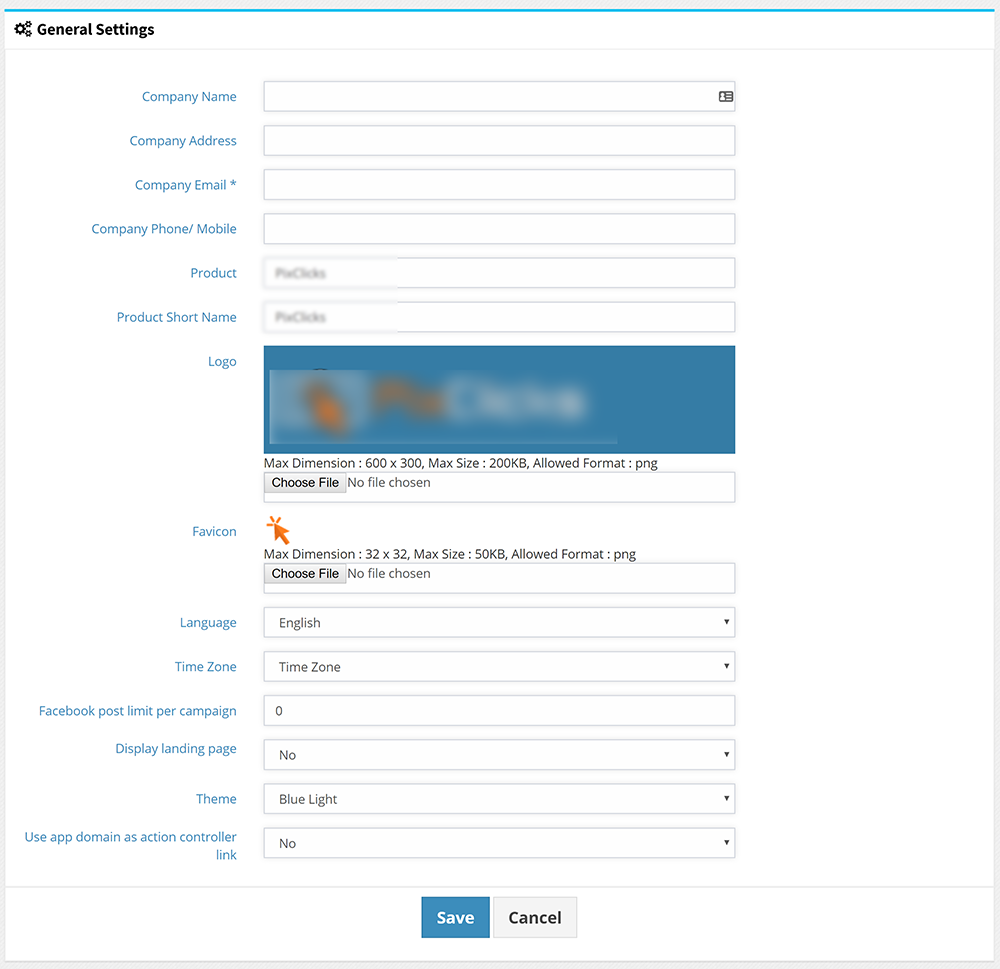 General Settings
Company Name
Company Address
Company Email *
Company Phone/ Mobile
Product PixClicks
Product Short Name PixClicks
Logo
PixClicks
Max Dimension : 600 x 300, Max Size : 200KB, Allowed Format : png
Choose File No file chosen
Favicon
Max Dimension : 32 x 32, Max Size : 50KB, Allowed Format : png
Choose File No file chosen
Language English
Time Zone Time Zone
Facebook post limit per campaign 0
Display landing page No
Theme Blue Light
Use app domain as action controller
link No
Save Cancel